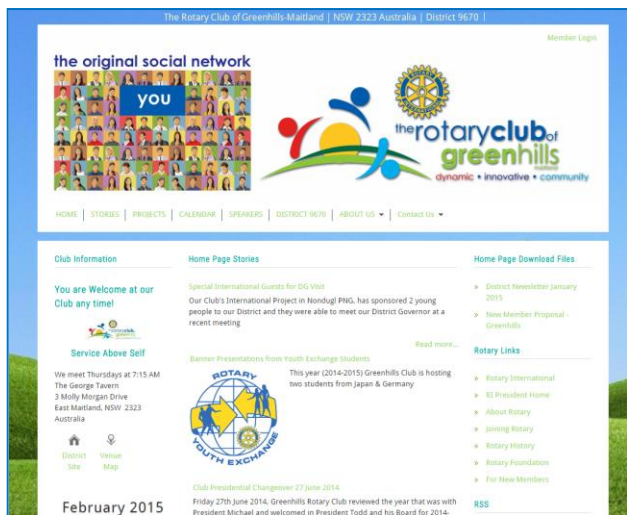 The Rotary Club of Greenhills-Maitland | NSW 2323 Australia | District 9670 |
Member Login
the original social network
you
ROTARY INTERNATIONAL
the rotary club of
greenhills
maitland
dynamic • innovative • community
HOME | STORIES | PROJECTS | CALENDAR | SPEAKERS | DISTRICT 9670 | ABOUT US | Contact Us
Club Information
You are Welcome at our
Club any time!
Service Above Self
We meet Thursdays at 7:15 AM
The George Tavern
3 Molly Morgan Drive
East Maitland, NSW 2323
Australia
District
Site
Venue
Map
February 2015
Home Page Stories
Special International Guests for DG Visit
Our Club's International Project in Nondugl PNG, has sponsored 2 young
people to our District and they were able to meet our District Governor at a
recent meeting
Read more...
Banner Presentations from Youth Exchange Students
ROTARY
YOUTH EXCHANGE
This year (2014-2015) Greenhills Club is hosting
two students from Japan & Germany
Club Presidential Changeover 27 June 2014
Friday 27th June 2014, Greenhills Rotary Club reviewed the year that was with
President Michael and welcomed in President Todd and his Board for 2014-
Home Page Download Files
» District Newsletter January
2015
» New Member Proposal -
Greenhills
Rotary Links
» Rotary International
» RI President Home
» About Rotary
» Joining Rotary
» Rotary History
» Rotary Foundation
» For New Members
RSS